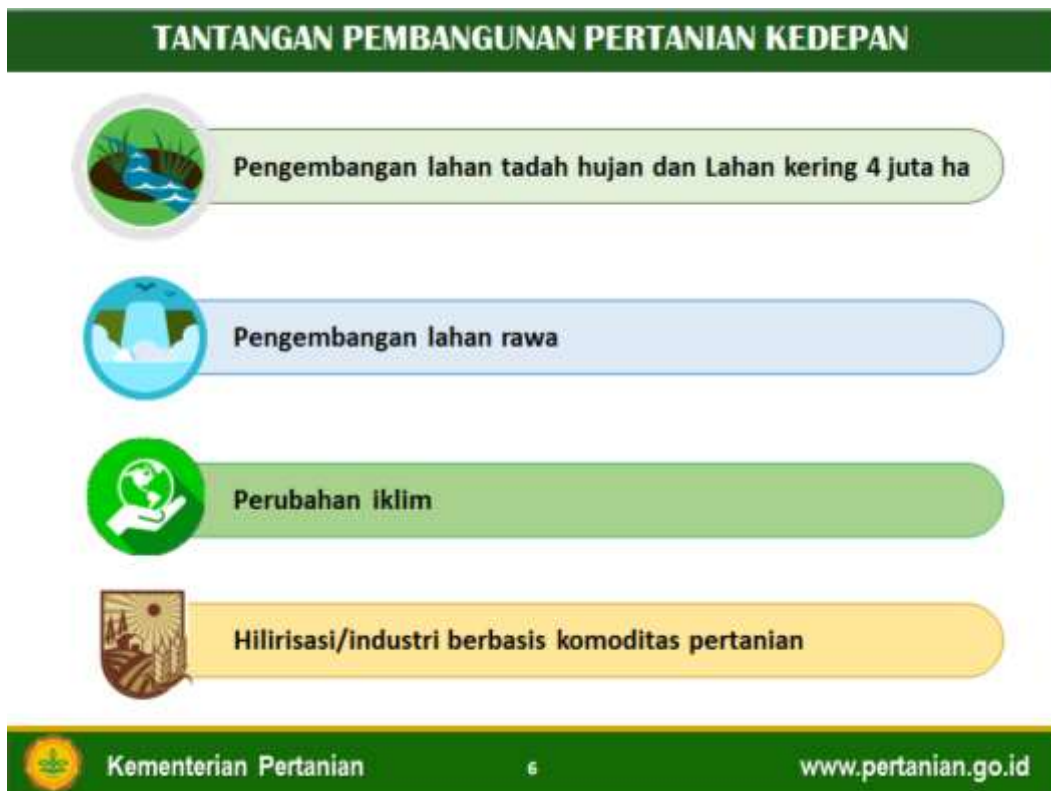 TANTANGAN PEMBANGUNAN PERTANIAN KEDEPAN
Pengembangan lahan tadah hujan dan Lahan kering 4 juta ha
Pengembangan lahan rawa
Perubahan iklim
Hilirisasi/industri berbasis komoditas pertanian
Kementerian Pertanian 6 www.pertanian.go.id